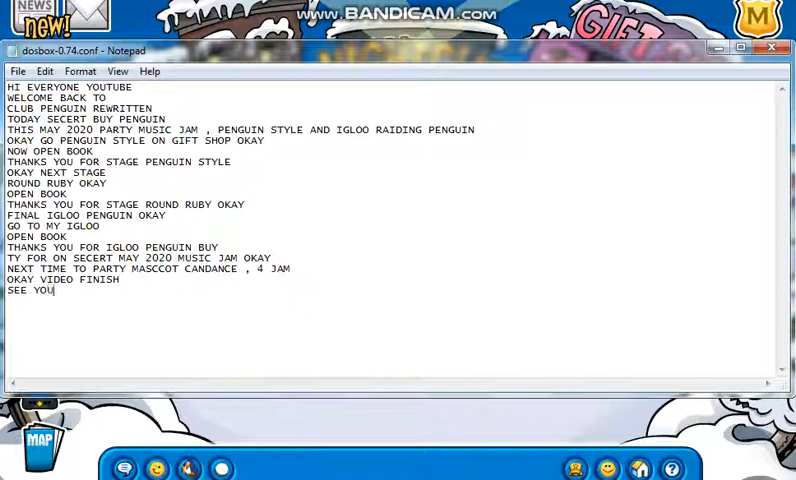 NEWS
new!
www.BANDICAM.com
GIFT
M
dosbox-0.74.conf - Notepad
File Edit Format View Help
HI EVERYONE YOUTUBE
WELCOME BACK TO
CLUB PENGUIN REWRITTEN
TODAY SECERT BUY PENGUIN
THIS MAY 2020 PARTY MUSIC JAM , PENGUIN STYLE AND IGLOO RAIDING PENGUIN
OKAY GO PENGUIN STYLE ON GIFT SHOP OKAY
NOW OPEN BOOK
THANKS YOU FOR STAGE PENGUIN STYLE
OKAY NEXT STAGE
ROUND RUBY OKAY
OPEN BOOK
THANKS YOU FOR STAGE ROUND RUBY OKAY
FINAL IGLOO PENGUIN OKAY
GO TO MY IGLOO
OPEN BOOK
THANKS YOU FOR IGLOO PENGUIN BUY
TY FOR ON SECERT MAY 2020 MUSIC JAM OKAY
NEXT TIME TO PARTY MASCCOT CANDANCE , 4 JAM
OKAY VIDEO FINISH
SEE YOU
MAP
?